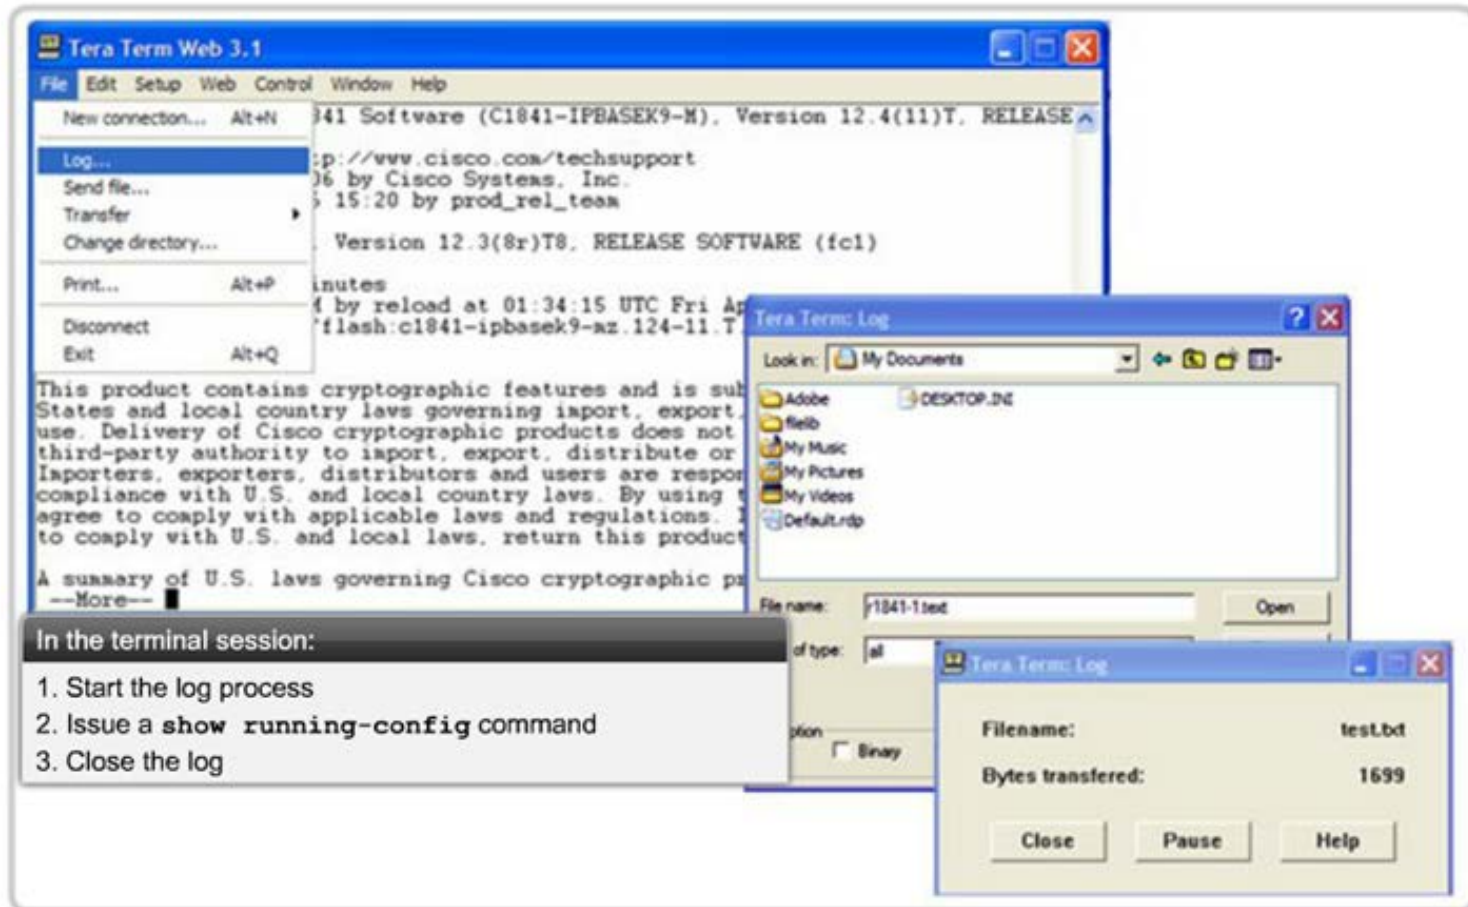 Tera Term Web 3.1
File Edit Setup Web Control Window Help
New connection... Alt+N
Log...
Send file...
Transfer
Change directory...
Print... Alt+P
Disconnect
Exit Alt+Q
341 Software (C1841-IPBASEK9-M), Version 12.4(11)T, RELEASE
tp://www.cisco.com/techsupport
06 by Cisco Systems, Inc.
15:20 by prod_rel_team
, Version 12.3(8r)T8, RELEASE SOFTWARE (fc1)
inutes
by reload at 01:34:15 UTC Fri Ap
flash:c1841-ipbasek9-mz.124-11.T
This product contains cryptographic features and is sub
States and local country laws governing import, export,
use. Delivery of Cisco cryptographic products does not
third-party authority to import, export, distribute or
Importers, exporters, distributors and users are respon
compliance with U.S. and local country laws. By using t
agree to comply with applicable laws and regulations. I
to comply with U.S. and local laws, return this product
A summary of U.S. laws governing Cisco cryptographic pr
--More--
Tera Term: Log
Look in: My Documents
Adobe DESKTOP.INI
filelib
My Music
My Pictures
My Videos
Default.rdp
File name: r1841-1.text Open
of type: all
ption
Binary
In the terminal session:
1. Start the log process
2. Issue a show running-config command
3. Close the log
Tera Term: Log
Filename: test.txt
Bytes transfered: 1699
Close Pause Help